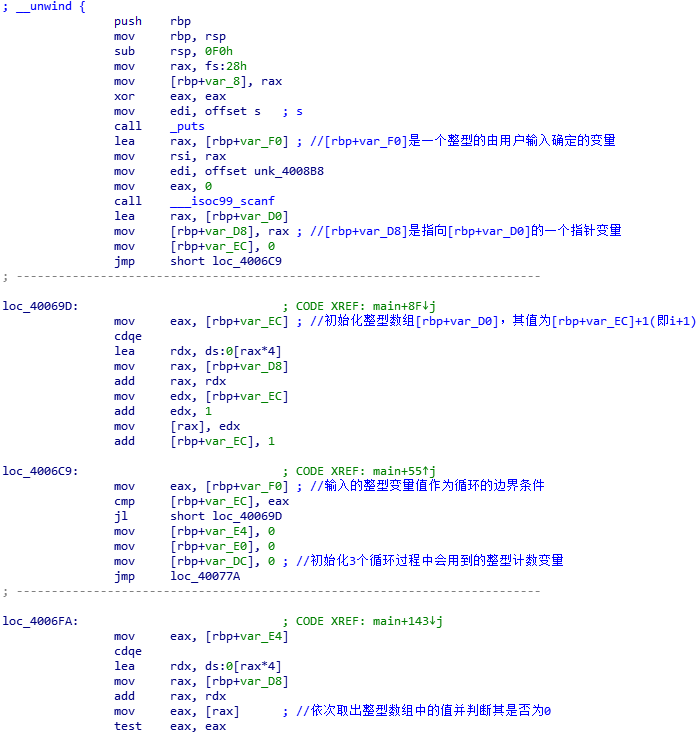 ; __unwind {
push rbp
mov rbp, rsp
sub rsp, 0F0h
mov rax, fs:28h
mov [rbp+var_8], rax
xor eax, eax
mov edi, offset s ; s
call _puts
lea rax, [rbp+var_F0] ; //[rbp+var_F0]是一个整型的由用户输入确定的变量
mov rsi, rax
mov edi, offset unk_4008B8
mov eax, 0
call ___isoc99_scanf
lea rax, [rbp+var_D0]
mov [rbp+var_D8], rax ; //[rbp+var_D8]是指向[rbp+var_D0]的一个指针变量
mov [rbp+var_EC], 0
jmp short loc_4006C9
; ---------------------------------------------------------------------------
loc_40069D: ; CODE XREF: main+8F↓j
mov eax, [rbp+var_EC] ; //初始化整型数组[rbp+var_D0]，其值为[rbp+var_EC]+1(即i+1)
cdqe
lea rdx, ds:0[rax*4]
mov rax, [rbp+var_D8]
add rax, rdx
mov edx, [rbp+var_EC]
add edx, 1
mov [rax], edx
add [rbp+var_EC], 1
loc_4006C9: ; CODE XREF: main+55↑j
mov eax, [rbp+var_F0] ; //输入的整型变量值作为循环的边界条件
cmp [rbp+var_EC], eax
jl short loc_40069D
mov [rbp+var_E4], 0
mov [rbp+var_E0], 0
mov [rbp+var_DC], 0 ; //初始化3个循环过程中会用到的整型计数变量
jmp loc_40077A
; ---------------------------------------------------------------------------
loc_4006FA: ; CODE XREF: main+143↓j
mov eax, [rbp+var_E4]
cdqe
lea rdx, ds:0[rax*4]
mov rax, [rbp+var_D8]
add rax, rdx
mov eax, [rax] ; //依次取出整型数组中的值并判断其是否为0
test eax, eax